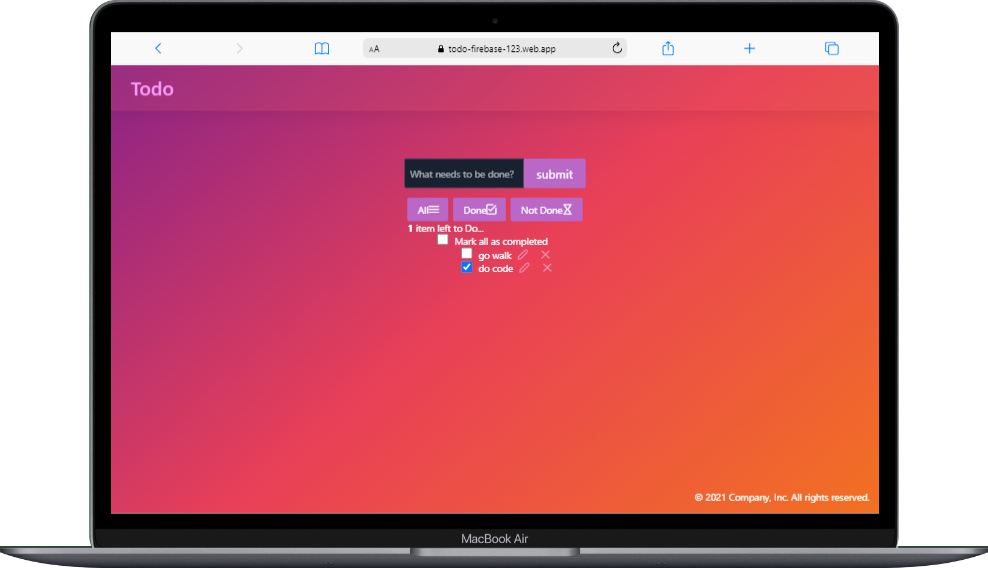 AA todo-firebase-123.web.app
Todo
What needs to be done? submit
All Done Not Done
1 item left to Do...
Mark all as completed
go walk
do code
© 2021 Company, Inc. All rights reserved.
MacBook Air